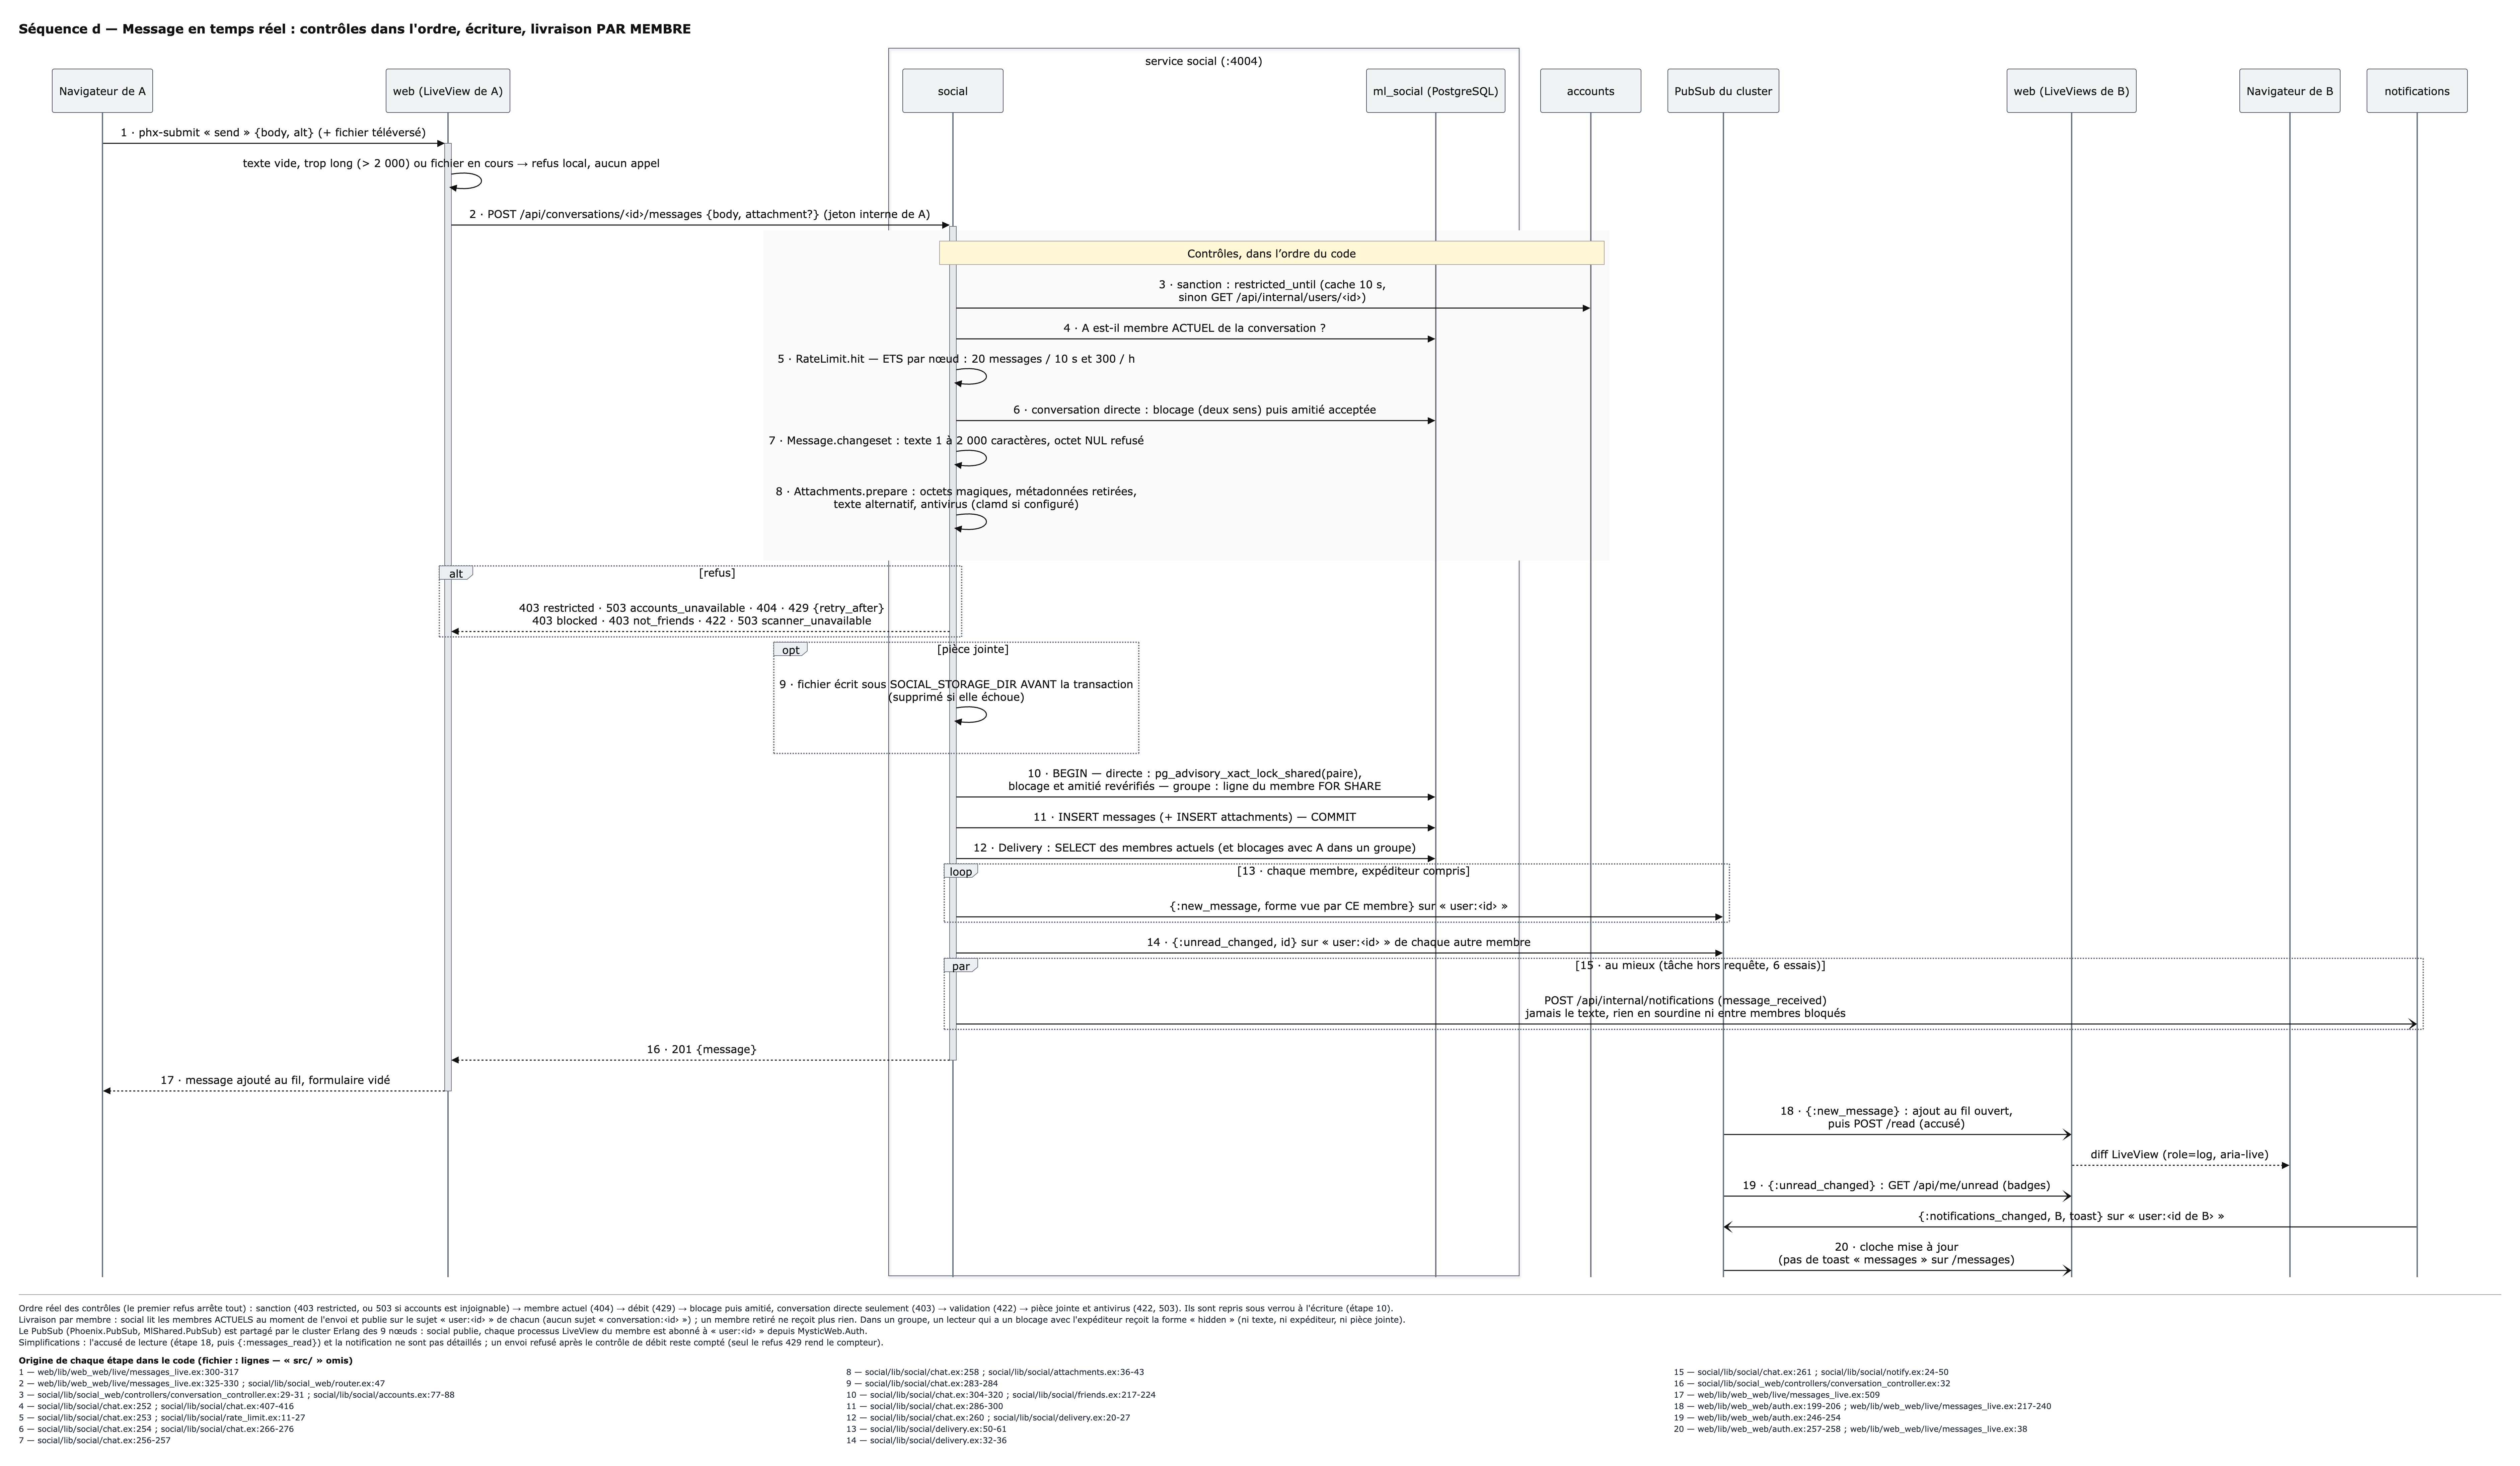 Séquence d — Message en temps réel : contrôles dans l'ordre, écriture, livraison PAR MEMBRE
service social (:4004)
Navigateur de A
web (LiveView de A)
social
ml_social (PostgreSQL)
accounts
PubSub du cluster
web (LiveViews de B)
Navigateur de B
notifications
1 · phx-submit « send » {body, alt} (+ fichier téléversé)
texte vide, trop long (> 2 000) ou fichier en cours → refus local, aucun appel
2 · POST /api/conversations/‹id›/messages {body, attachment?} (jeton interne de A)
Contrôles, dans l’ordre du code
3 · sanction : restricted_until (cache 10 s,
sinon GET /api/internal/users/‹id›)
4 · A est-il membre ACTUEL de la conversation ?
5 · RateLimit.hit — ETS par nœud : 20 messages / 10 s et 300 / h
6 · conversation directe : blocage (deux sens) puis amitié acceptée
7 · Message.changeset : texte 1 à 2 000 caractères, octet NUL refusé
8 · Attachments.prepare : octets magiques, métadonnées retirées,
texte alternatif, antivirus (clamd si configuré)
alt
[refus]
403 restricted · 503 accounts_unavailable · 404 · 429 {retry_after}
403 blocked · 403 not_friends · 422 · 503 scanner_unavailable
opt
[pièce jointe]
9 · fichier écrit sous SOCIAL_STORAGE_DIR AVANT la transaction
(supprimé si elle échoue)
10 · BEGIN — directe : pg_advisory_xact_lock_shared(paire),
blocage et amitié revérifiés — groupe : ligne du membre FOR SHARE
11 · INSERT messages (+ INSERT attachments) — COMMIT
12 · Delivery : SELECT des membres actuels (et blocages avec A dans un groupe)
loop
[13 · chaque membre, expéditeur compris]
{:new_message, forme vue par CE membre} sur « user:‹id› »
14 · {:unread_changed, id} sur « user:‹id› » de chaque autre membre
par
[15 · au mieux (tâche hors requête, 6 essais)]
POST /api/internal/notifications (message_received)
jamais le texte, rien en sourdine ni entre membres bloqués
16 · 201 {message}
17 · message ajouté au fil, formulaire vidé
18 · {:new_message} : ajout au fil ouvert,
puis POST /read (accusé)
diff LiveView (role=log, aria-live)
19 · {:unread_changed} : GET /api/me/unread (badges)
{:notifications_changed, B, toast} sur « user:‹id de B› »
20 · cloche mise à jour
(pas de toast « messages » sur /messages)
Ordre réel des contrôles (le premier refus arrête tout) : sanction (403 restricted, ou 503 si accounts est injoignable) → membre actuel (404) → débit (429) → blocage puis amitié, conversation directe seulement (403) → validation (422) → pièce jointe et antivirus (422, 503). Ils sont repris sous verrou à l'écriture (étape 10).
Livraison par membre : social lit les membres ACTUELS au moment de l'envoi et publie sur le sujet « user:‹id› » de chacun (aucun sujet « conversation:‹id› ») ; un membre retiré ne reçoit plus rien. Dans un groupe, un lecteur qui a un blocage avec l'expéditeur reçoit la forme « hidden » (ni texte, ni expéditeur, ni pièce jointe).
Le PubSub (Phoenix.PubSub, MlShared.PubSub) est partagé par le cluster Erlang des 9 nœuds : social publie, chaque processus LiveView du membre est abonné à « user:‹id› » depuis MysticWeb.Auth.
Simplifications : l'accusé de lecture (étape 18, puis {:messages_read}) et la notification ne sont pas détaillés ; un envoi refusé après le contrôle de débit reste compté (seul le refus 429 rend le compteur).
Origine de chaque étape dans le code (fichier : lignes — « src/ » omis)
1 — web/lib/web_web/live/messages_live.ex:300-317
2 — web/lib/web_web/live/messages_live.ex:325-330 ; social/lib/social_web/router.ex:47
3 — social/lib/social_web/controllers/conversation_controller.ex:29-31 ; social/lib/social/accounts.ex:77-88
4 — social/lib/social/chat.ex:252 ; social/lib/social/chat.ex:407-416
5 — social/lib/social/chat.ex:253 ; social/lib/social/rate_limit.ex:11-27
6 — social/lib/social/chat.ex:254 ; social/lib/social/chat.ex:266-276
7 — social/lib/social/chat.ex:256-257
8 — social/lib/social/chat.ex:258 ; social/lib/social/attachments.ex:36-43
9 — social/lib/social/chat.ex:283-284
10 — social/lib/social/chat.ex:304-320 ; social/lib/social/friends.ex:217-224
11 — social/lib/social/chat.ex:286-300
12 — social/lib/social/chat.ex:260 ; social/lib/social/delivery.ex:20-27
13 — social/lib/social/delivery.ex:50-61
14 — social/lib/social/delivery.ex:32-36
15 — social/lib/social/chat.ex:261 ; social/lib/social/notify.ex:24-50
16 — social/lib/social_web/controllers/conversation_controller.ex:32
17 — web/lib/web_web/live/messages_live.ex:509
18 — web/lib/web_web/auth.ex:199-206 ; web/lib/web_web/live/messages_live.ex:217-240
19 — web/lib/web_web/auth.ex:246-254
20 — web/lib/web_web/auth.ex:257-258 ; web/lib/web_web/live/messages_live.ex:38